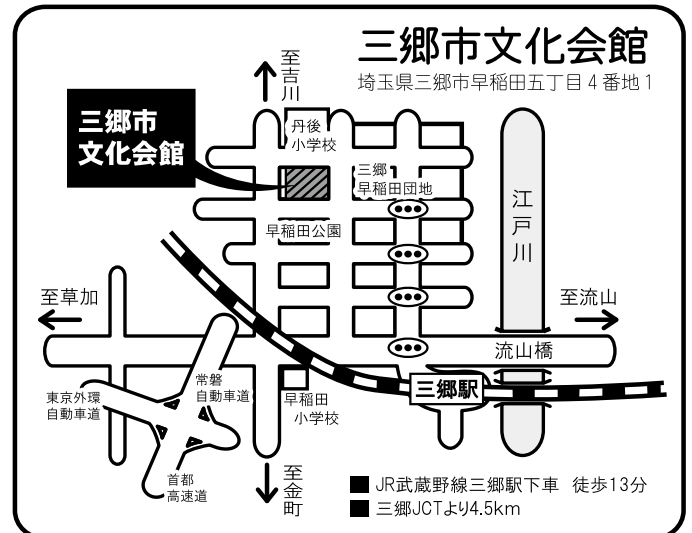 三郷市文化会館
埼玉県三郷市早稲田五丁目4番地1
至吉川
三郷市
文化会館
丹後
小学校
三郷
早稲田団地
早稲田公園
江戸川
至草加
至流山
流山橋
東京外環
自動車道
常磐
自動車道
早稲田
小学校
三郷駅
首都
高速道
至金町
■ JR武蔵野線三郷駅下車 徒歩13分
■ 三郷JCTより4.5km